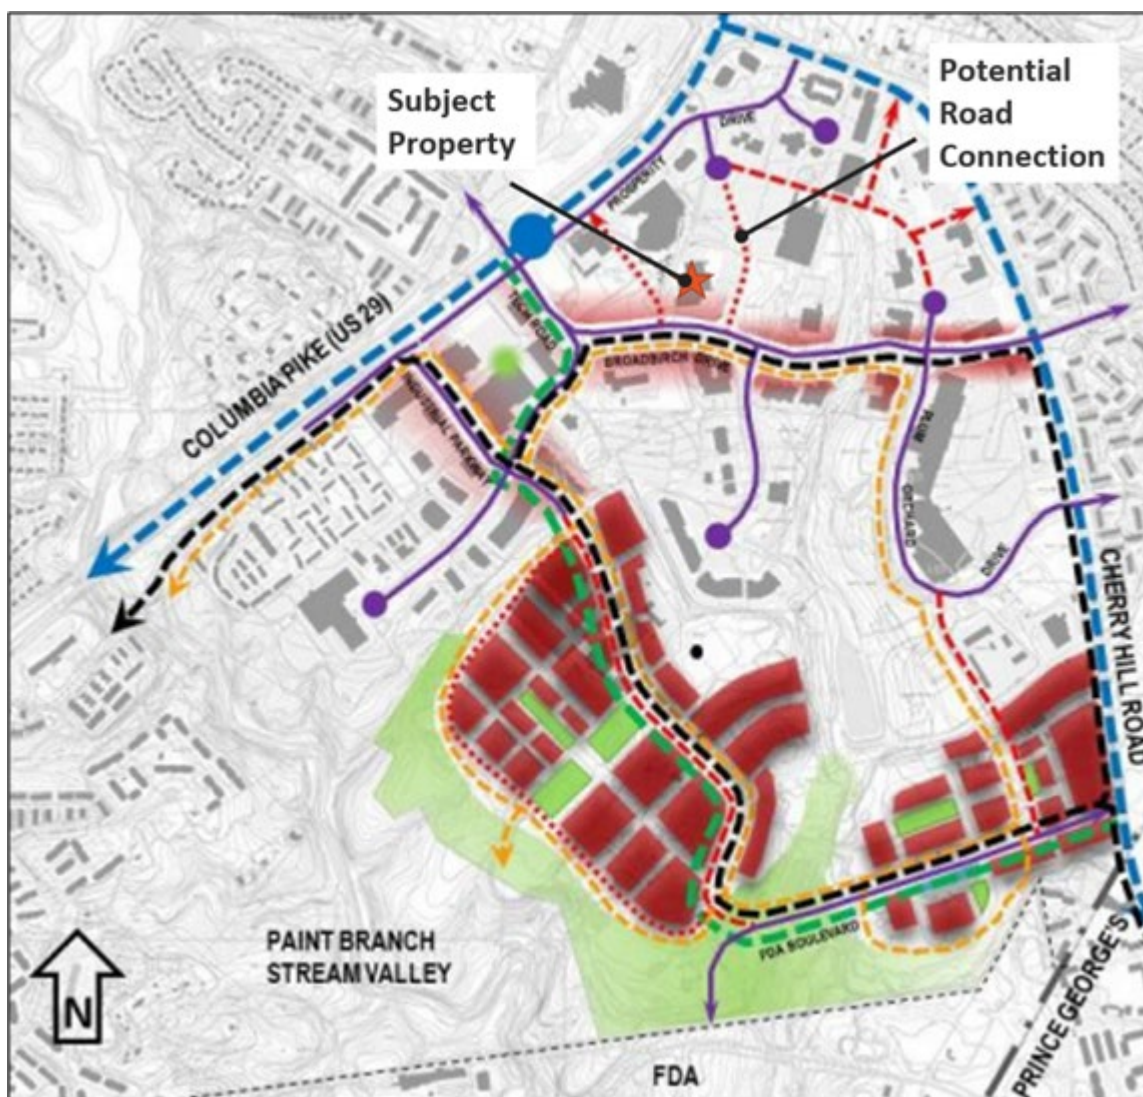 Subject
Property
Potential
Road
Connection
DRIVE
PROSPERITY
COLUMBIA PIKE (US 29)
TECH ROAD
BROADBIRCH DRIVE
INDUSTRIAL PARKWAY
PLUM
ORCHARD
DRIVE
CHERRY HILL ROAD
FDA BOULEVARD
PAINT BRANCH
STREAM VALLEY
N
FDA
PRINCE GEORGE'S